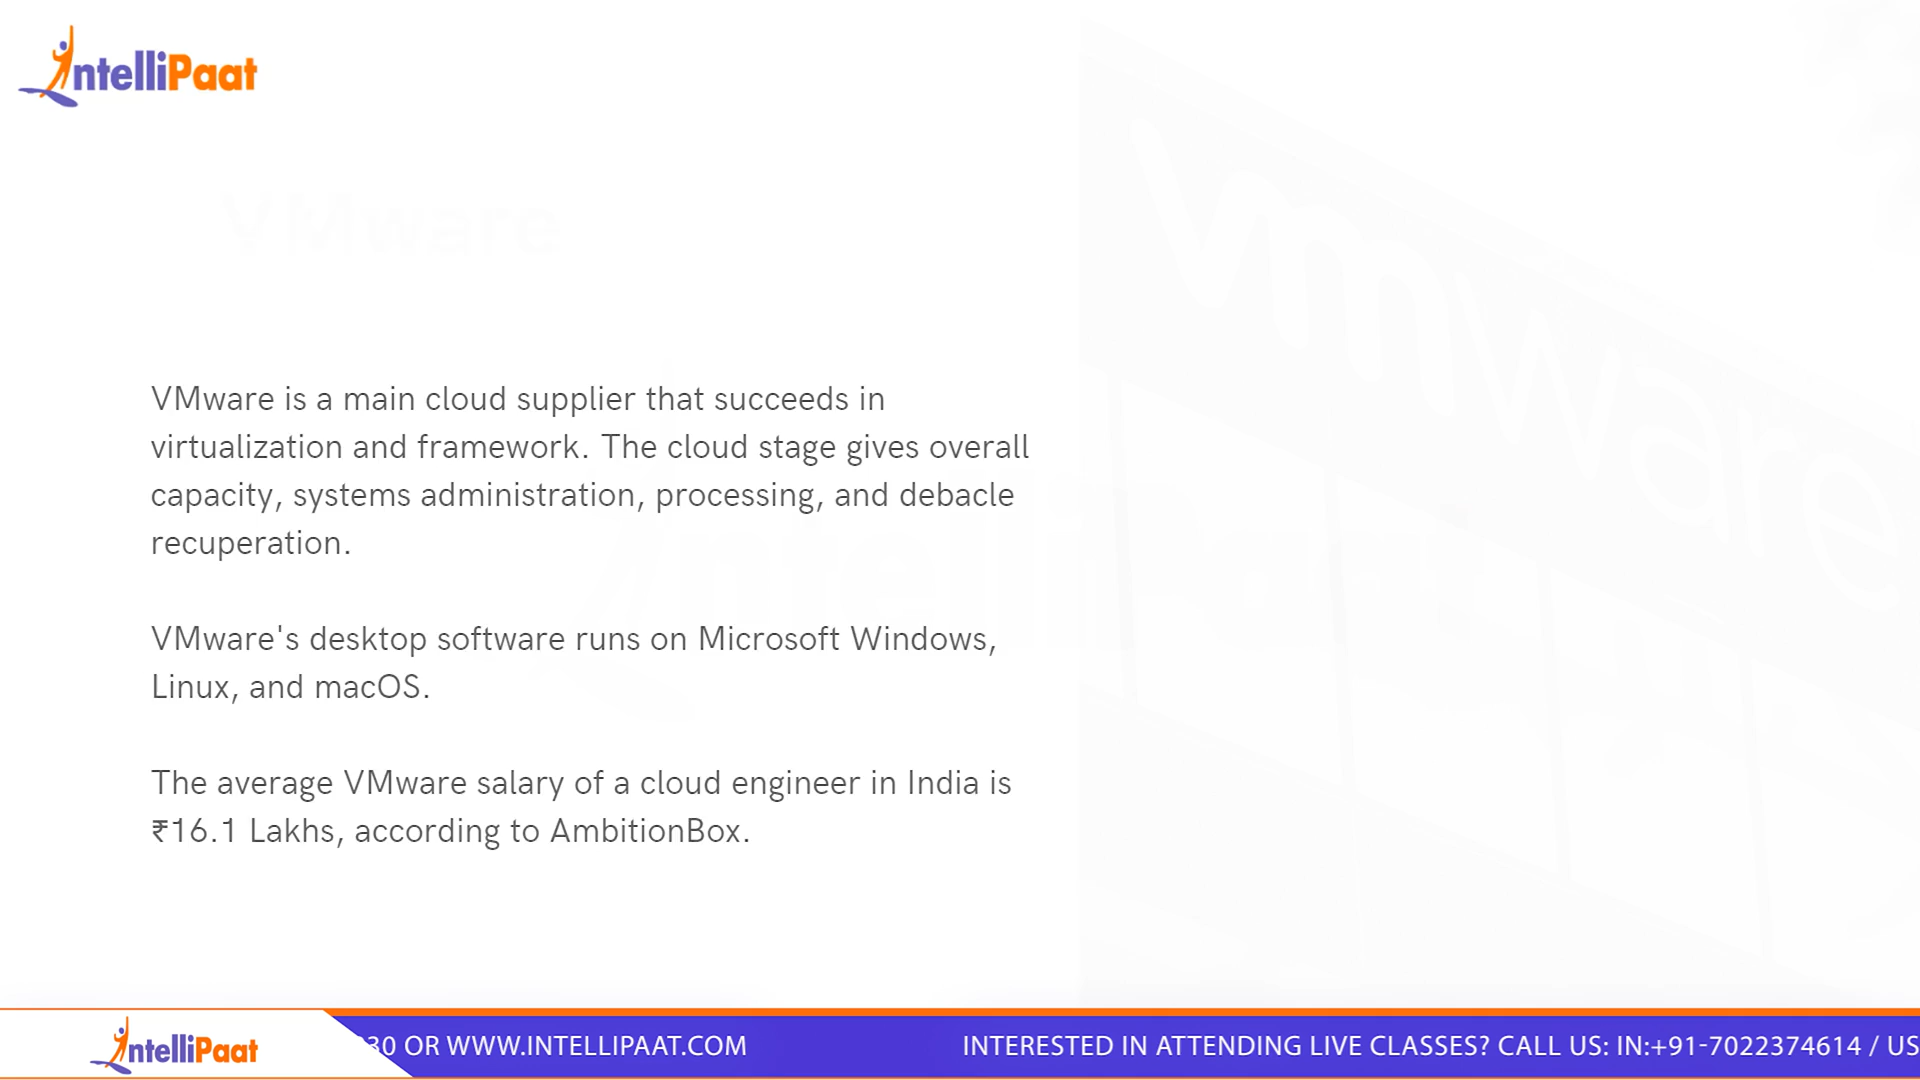 IntelliPaat
VMware
vmware
VMware is a main cloud supplier that succeeds in
virtualization and framework. The cloud stage gives overall
capacity, systems administration, processing, and debacle
recuperation.
VMware's desktop software runs on Microsoft Windows,
Linux, and macOS.
The average VMware salary of a cloud engineer in India is
₹16.1 Lakhs, according to AmbitionBox.
IntelliPaat
30 OR WWW.INTELLIPAAT.COM INTERESTED IN ATTENDING LIVE CLASSES? CALL US: IN:+91-7022374614 / US